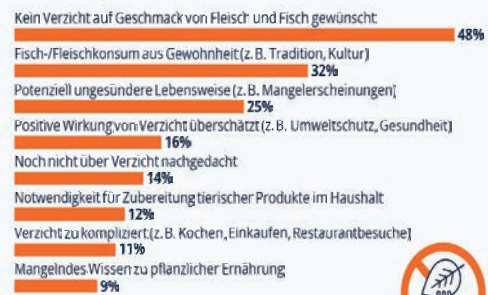 Kein Verzicht auf Geschmack von Fleisch und Fisch gewünscht
48%
Fisch-/Fleischkonsum aus Gewohnheit (z. B. Tradition, Kultur)
32%
Potenziell ungesündere Lebensweise (z. B. Mangelerscheinungen)
25%
Positive Wirkung von Verzicht überschätzt (z. B. Umweltschutz, Gesundheit)
16%
Noch nicht über Verzicht nachgedacht
14%
Notwendigkeit für Zubereitung tierischer Produkte im Haushalt
12%
Verzicht zu kompliziert (z. B. Kochen, Einkaufen, Restaurantbesuche)
11%
Mangelndes Wissen zu pflanzlicher Ernährung
9%